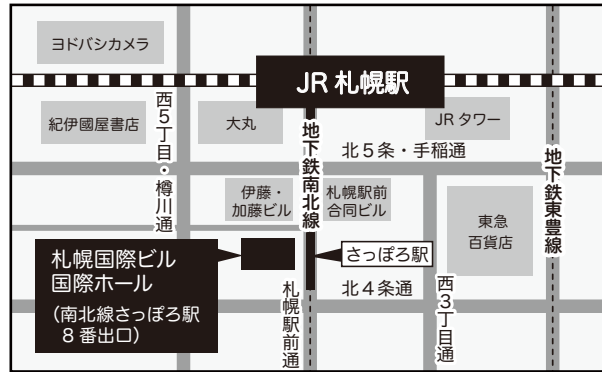 ヨドバシカメラ
JR 札幌駅
紀伊國屋書店
西5丁目・樽川通
大丸
地下鉄南北線
JRタワー
地下鉄東豊線
北5条・手稲通
伊藤・
加藤ビル
札幌駅前
合同ビル
東急
百貨店
札幌国際ビル
国際ホール
（南北線さっぽろ駅
8番出口）
さっぽろ駅
札幌駅前通
北4条通
西3丁目通